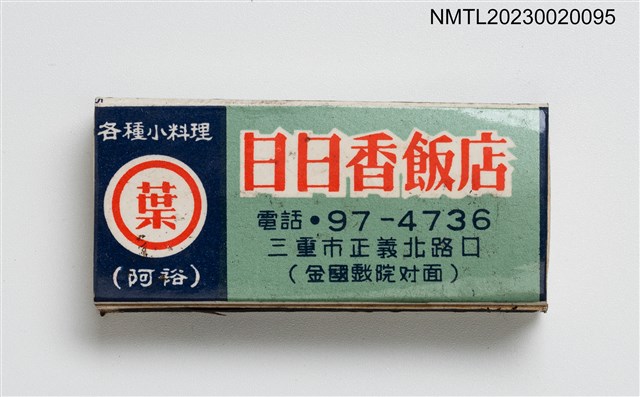 NMTL20230020095
各種小料理
葉
(阿裕)
日日香飯店
電話•97-4736
三重市正義北路口
(金國戲院对面)